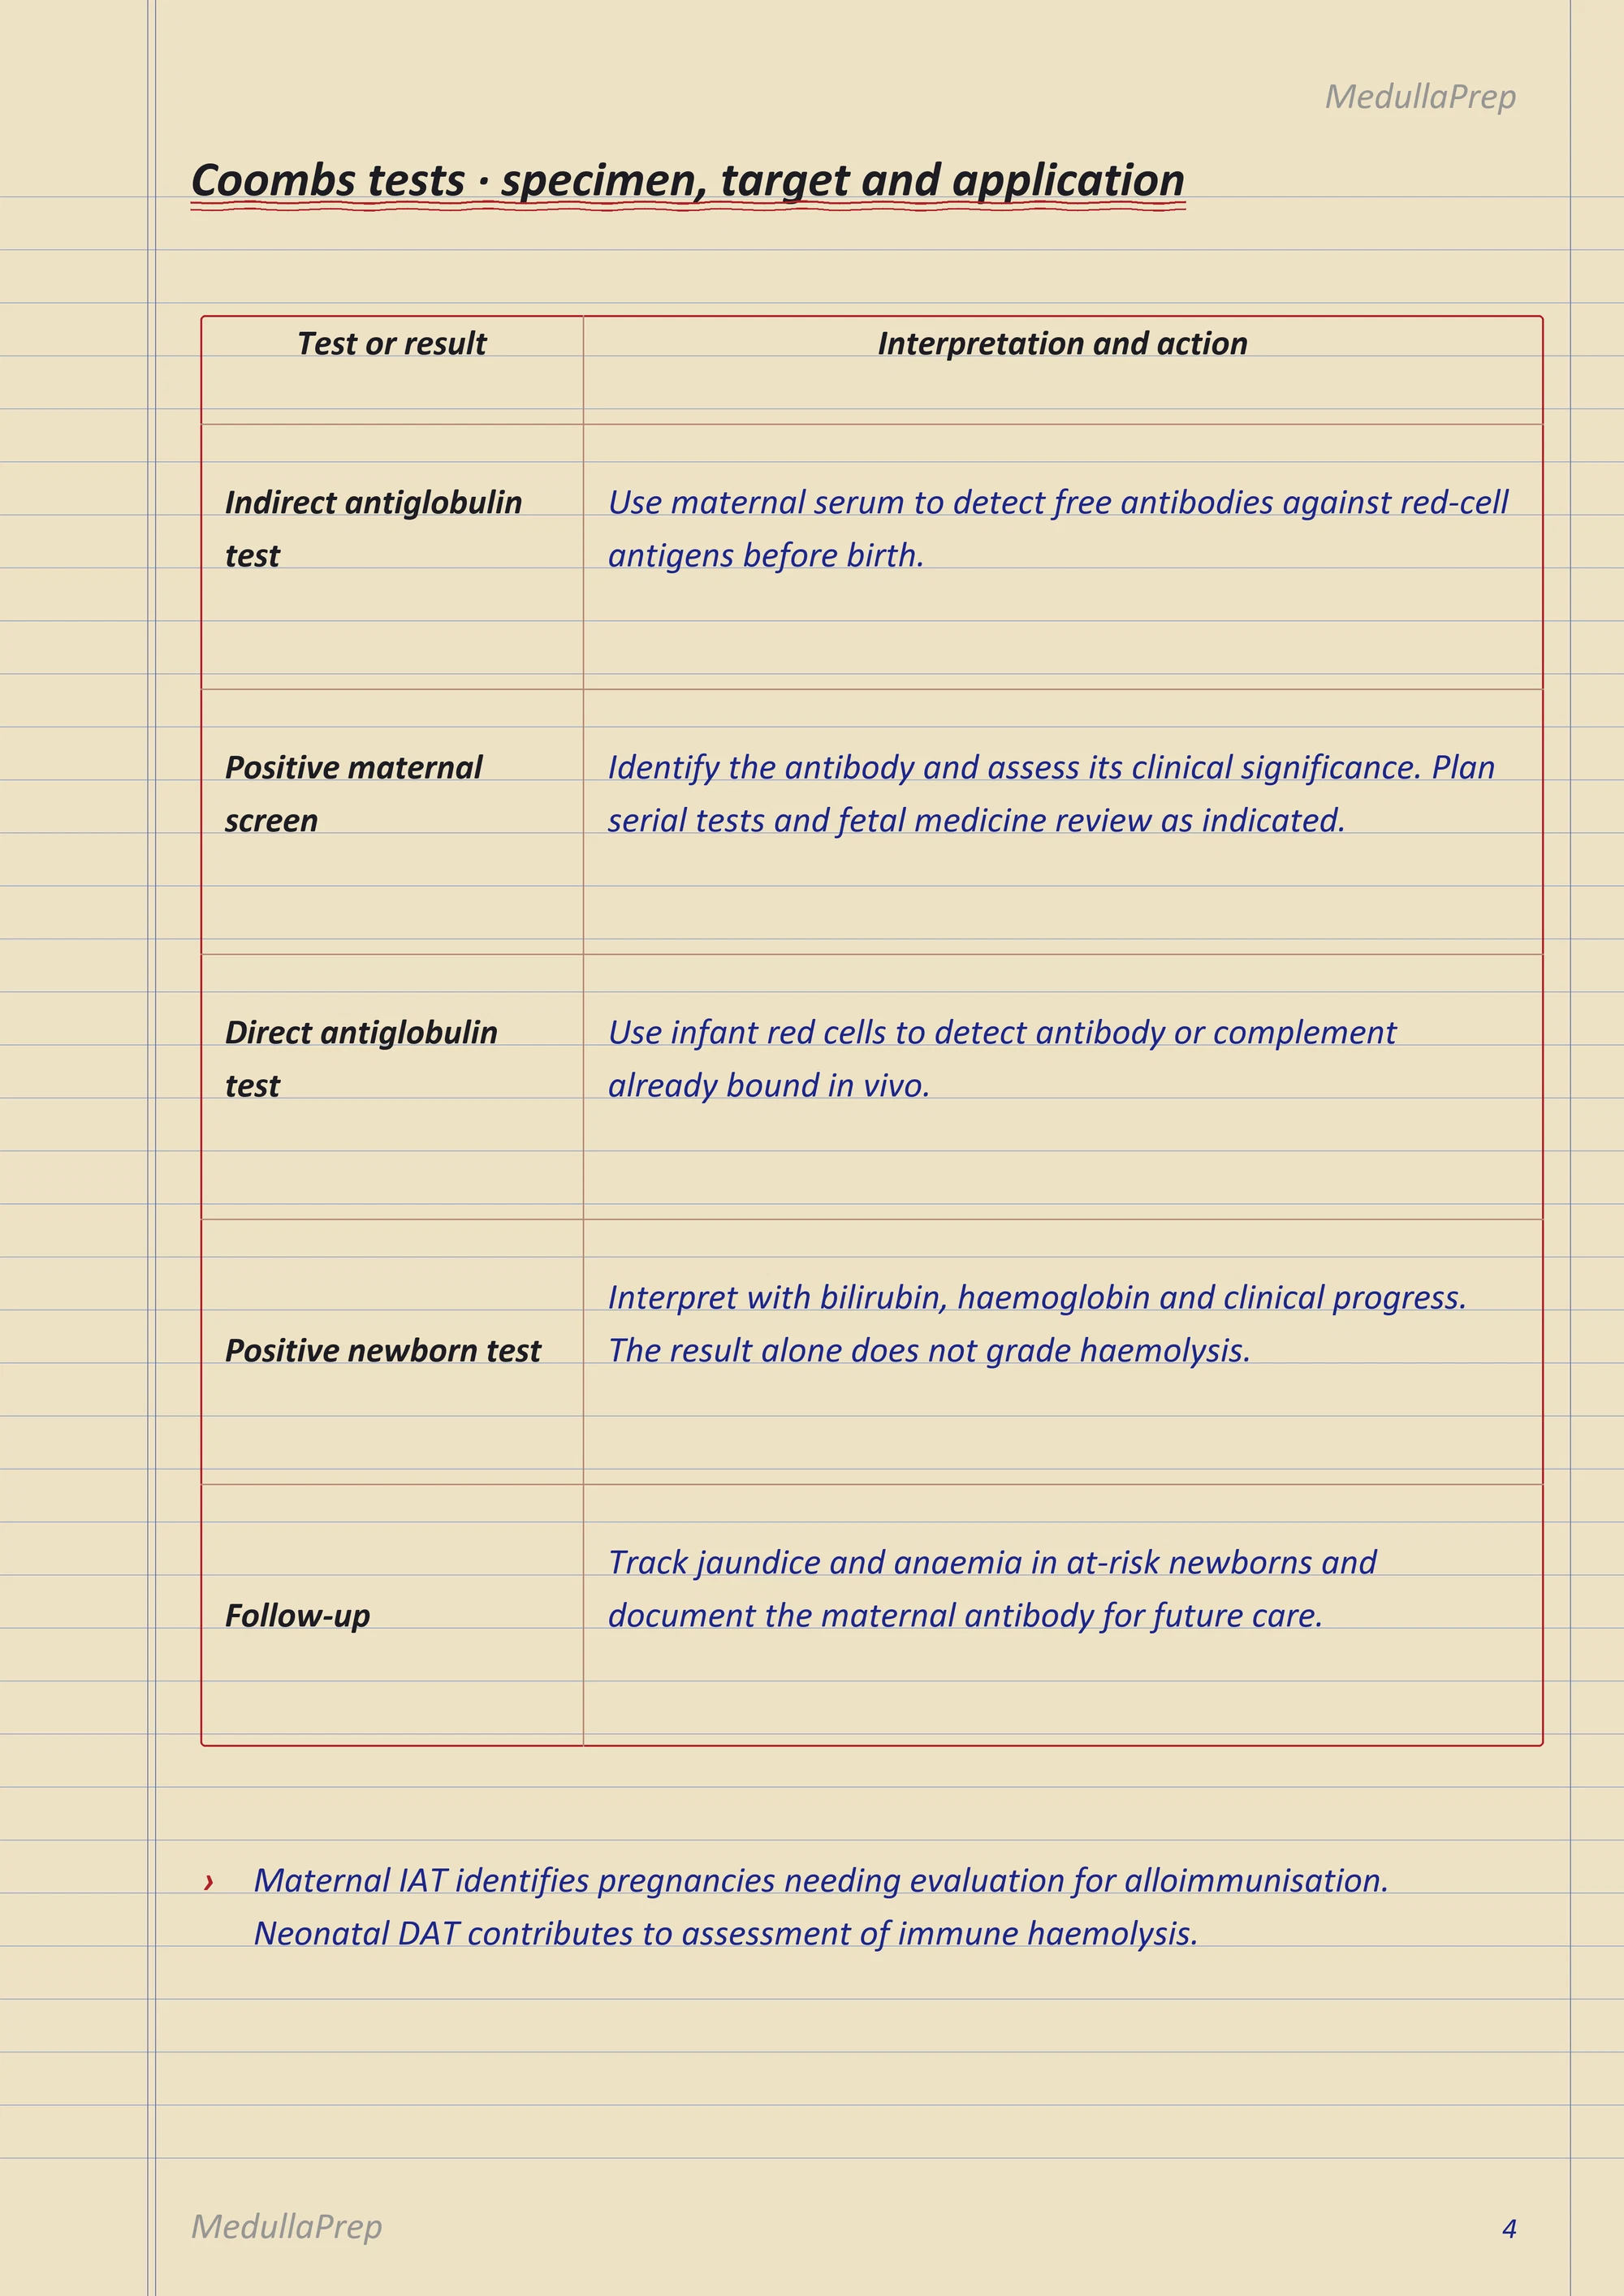 MedullaPrep
Coombs tests · specimen, target and application
Test or result
Interpretation and action
Indirect antiglobulin
test
Use maternal serum to detect free antibodies against red-cell
antigens before birth.
Positive maternal
screen
Identify the antibody and assess its clinical significance. Plan
serial tests and fetal medicine review as indicated.
Direct antiglobulin
test
Use infant red cells to detect antibody or complement
already bound in vivo.
Positive newborn test
Interpret with bilirubin, haemoglobin and clinical progress.
The result alone does not grade haemolysis.
Follow-up
Track jaundice and anaemia in at-risk newborns and
document the maternal antibody for future care.
› Maternal IAT identifies pregnancies needing evaluation for alloimmunisation.
Neonatal DAT contributes to assessment of immune haemolysis.
MedullaPrep
4